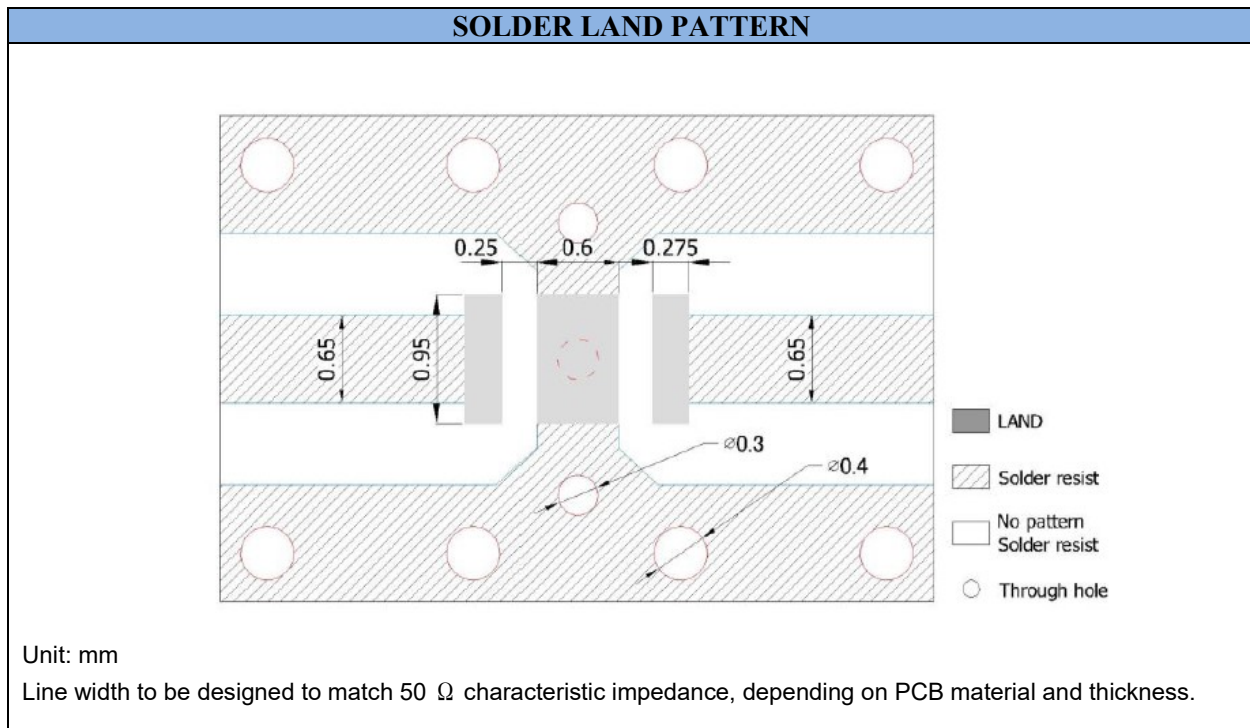 SOLDER LAND PATTERN
0.25
0.6
0.275
0.65
0.95
0.65
⌀0.3
⌀0.4
LAND
Solder resist
No pattern
Solder resist
Through hole
Unit: mm
Line width to be designed to match 50 Ω characteristic impedance, depending on PCB material and thickness.